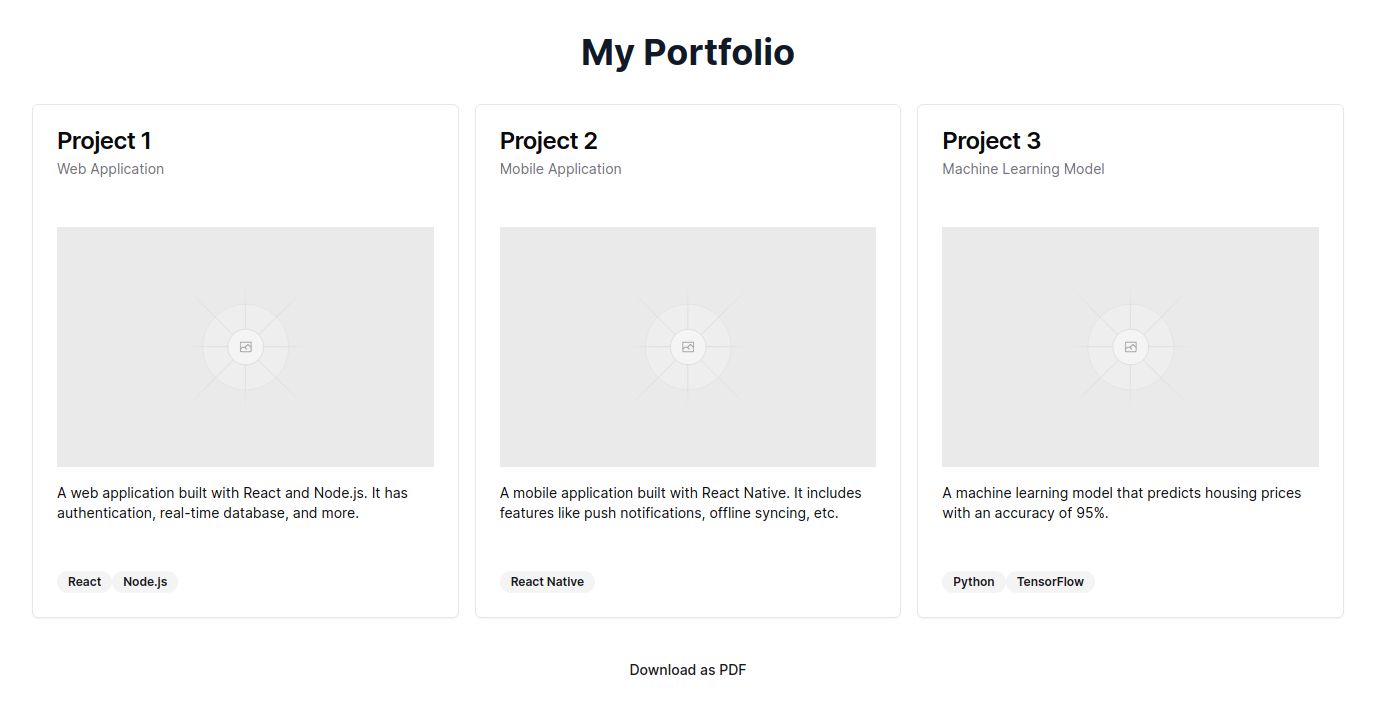 My Portfolio
Project 1
Web Application
A web application built with React and Node.js. It has
authentication, real-time database, and more.
React Node.js
Project 2
Mobile Application
A mobile application built with React Native. It includes
features like push notifications, offline syncing, etc.
React Native
Project 3
Machine Learning Model
A machine learning model that predicts housing prices
with an accuracy of 95%.
Python TensorFlow
Download as PDF